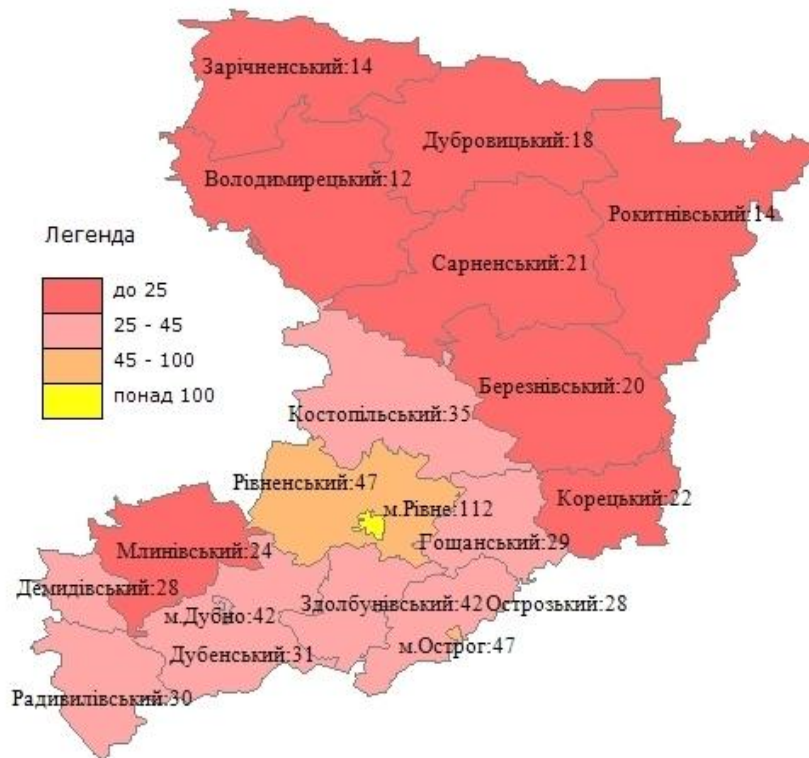 Зарічненський:14
Дубровицький:18
Володимирецький:12
Рокитнівський:14
Легенда
Сарненський:21
до 25
25 - 45
45 - 100
понад 100
Березнівський:20
Костопільський:35
Рівненський:47
м.Рівне:112
Корецький:22
Гощанський:29
Млинівський:24
Демидівський:28
Здолбунівський:42
Острозький:28
м.Дубно:42
м.Острог:47
Дубенський:31
Радивилівський:30